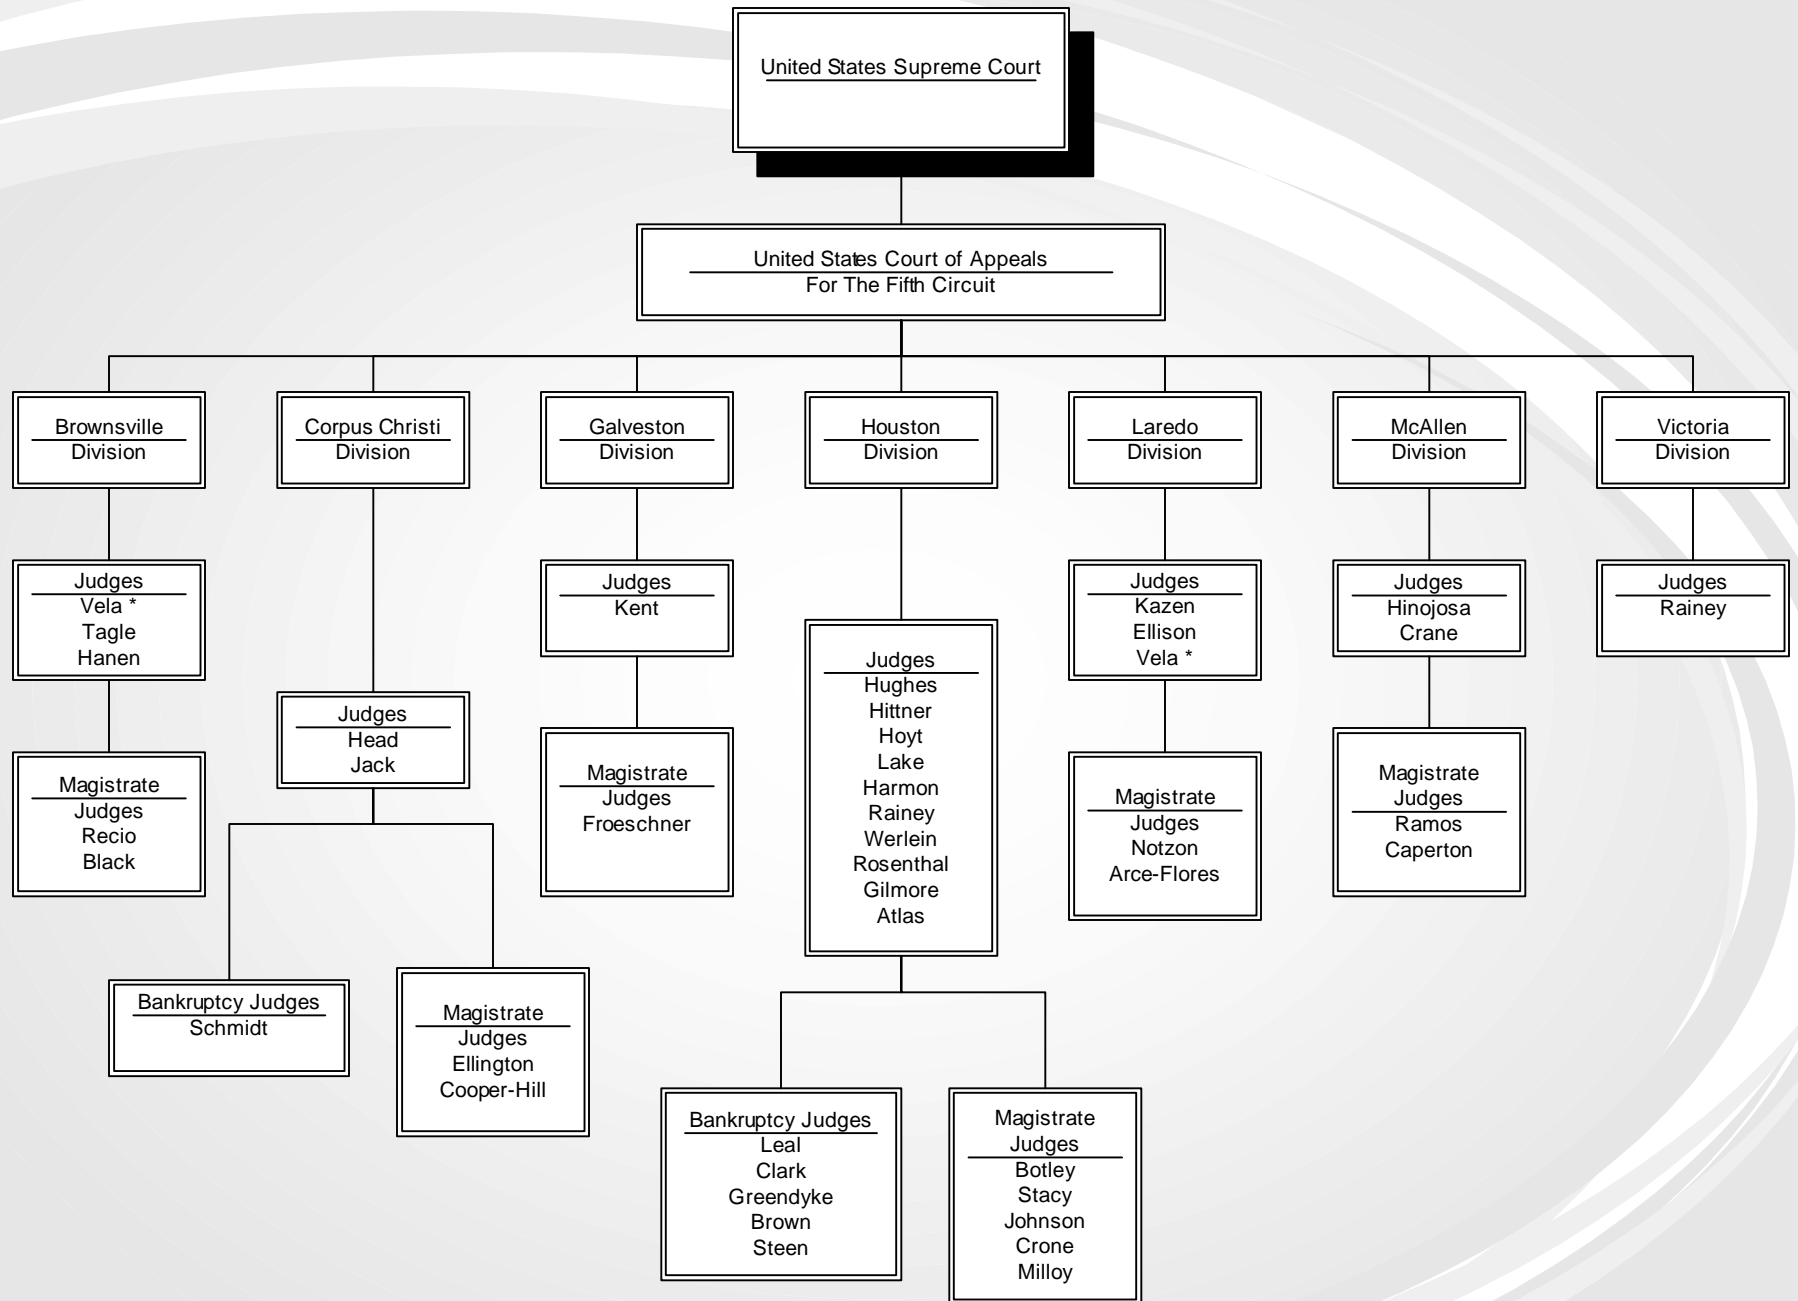 United States Supreme Court
United States Court of Appeals
For The Fifth Circuit
Brownsville
Division
Corpus Christi
Division
Galveston
Division
Houston
Division
Laredo
Division
McAllen
Division
Victoria
Division
Judges
Vela *
Tagle
Hanen
Magistrate
Judges
Recio
Black
Judges
Head
Jack
Bankruptcy Judges
Schmidt
Magistrate
Judges
Ellington
Cooper-Hill
Judges
Kent
Magistrate
Judges
Froeschner
Judges
Hughes
Hittner
Hoyt
Lake
Harmon
Rainey
Werlein
Rosenthal
Gilmore
Atlas
Bankruptcy Judges
Leal
Clark
Greendyke
Brown
Steen
Magistrate
Judges
Botley
Stacy
Johnson
Crone
Milloy
Judges
Kazen
Ellison
Vela *
Magistrate
Judges
Notzon
Arce-Flores
Judges
Hinojosa
Crane
Magistrate
Judges
Ramos
Caperton
Judges
Rainey